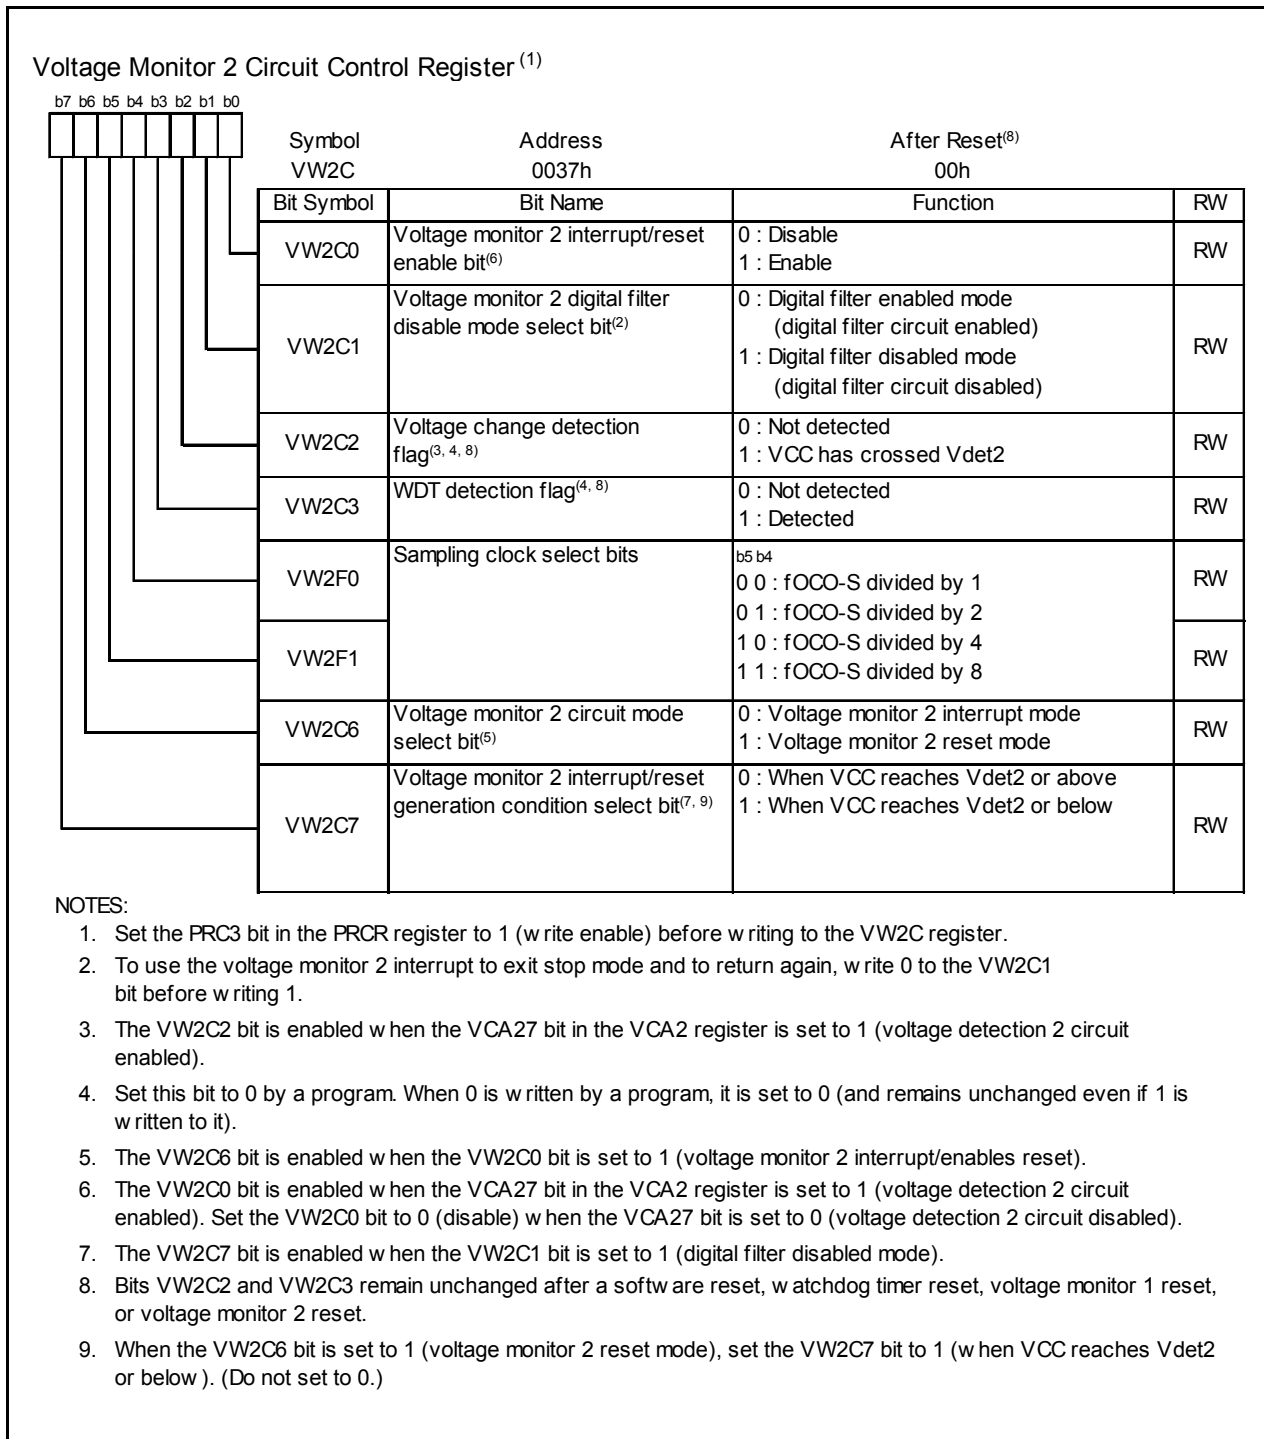 Voltage Monitor 2 Circuit Control Register (1)
b7 b6 b5 b4 b3 b2 b1 b0
Symbol Address After Reset(8)
VW2C 0037h 00h
Bit Symbol Bit Name Function RW
VW2C0 Voltage monitor 2 interrupt/reset enable bit(6) 0 : Disable RW
1 : Enable
VW2C1 Voltage monitor 2 digital filter disable mode select bit(2) 0 : Digital filter enabled mode RW
(digital filter circuit enabled)
1 : Digital filter disabled mode
(digital filter circuit disabled)
VW2C2 Voltage change detection flag(3, 4, 8) 0 : Not detected RW
1 : VCC has crossed Vdet2
VW2C3 WDT detection flag(4, 8) 0 : Not detected RW
1 : Detected
VW2F0 Sampling clock select bits b5 b4 RW
0 0 : fOCO-S divided by 1
0 1 : fOCO-S divided by 2
VW2F1 1 0 : fOCO-S divided by 4 RW
1 1 : fOCO-S divided by 8
VW2C6 Voltage monitor 2 circuit mode select bit(5) 0 : Voltage monitor 2 interrupt mode RW
1 : Voltage monitor 2 reset mode
VW2C7 Voltage monitor 2 interrupt/reset generation condition select bit(7, 9) 0 : When VCC reaches Vdet2 or above RW
1 : When VCC reaches Vdet2 or below
NOTES:
1. Set the PRC3 bit in the PRCR register to 1 (write enable) before writing to the VW2C register.
2. To use the voltage monitor 2 interrupt to exit stop mode and to return again, write 0 to the VW2C1
bit before writing 1.
3. The VW2C2 bit is enabled when the VCA27 bit in the VCA2 register is set to 1 (voltage detection 2 circuit
enabled).
4. Set this bit to 0 by a program. When 0 is written by a program, it is set to 0 (and remains unchanged even if 1 is
written to it).
5. The VW2C6 bit is enabled when the VW2C0 bit is set to 1 (voltage monitor 2 interrupt/enables reset).
6. The VW2C0 bit is enabled when the VCA27 bit in the VCA2 register is set to 1 (voltage detection 2 circuit
enabled). Set the VW2C0 bit to 0 (disable) when the VCA27 bit is set to 0 (voltage detection 2 circuit disabled).
7. The VW2C7 bit is enabled when the VW2C1 bit is set to 1 (digital filter disabled mode).
8. Bits VW2C2 and VW2C3 remain unchanged after a software reset, watchdog timer reset, voltage monitor 1 reset,
or voltage monitor 2 reset.
9. When the VW2C6 bit is set to 1 (voltage monitor 2 reset mode), set the VW2C7 bit to 1 (when VCC reaches Vdet2
or below). (Do not set to 0.)